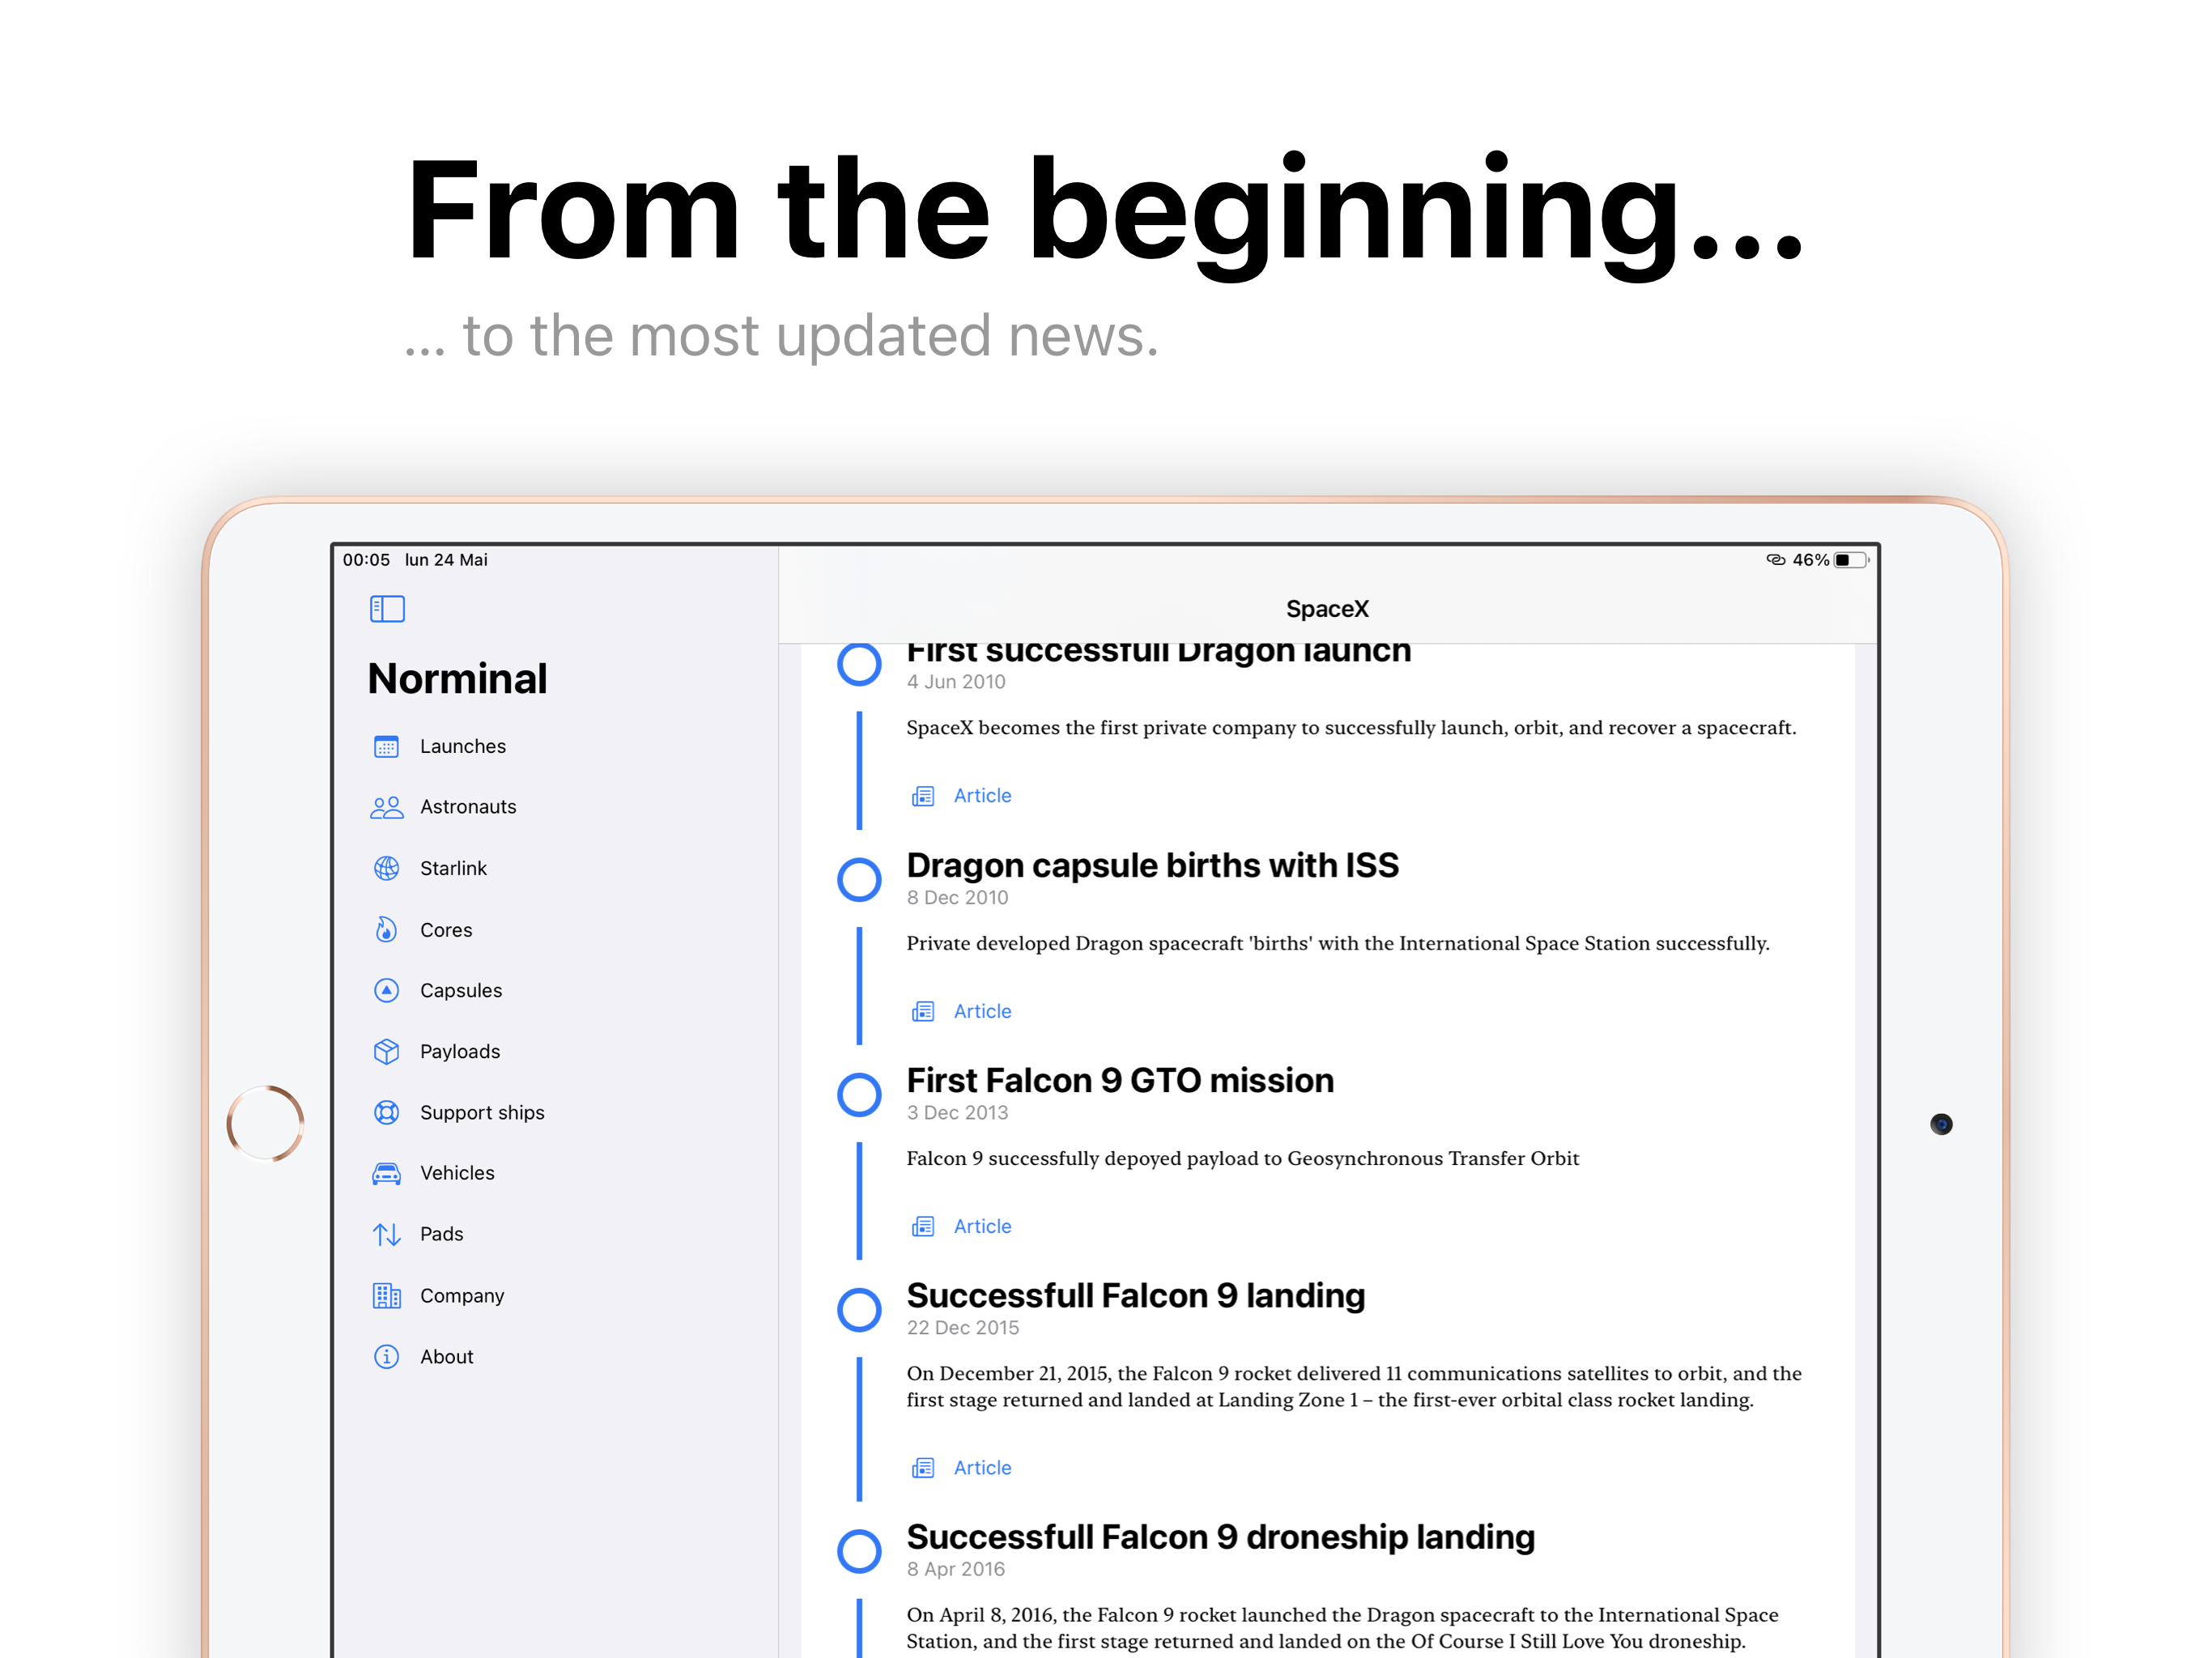 From the beginning...
... to the most updated news.
00:05 lun 24 Mai
46%
SpaceX
Norminal
Launches
Astronauts
Starlink
Cores
Capsules
Payloads
Support ships
Vehicles
Pads
Company
About
First successfull Dragon launch
4 Jun 2010
SpaceX becomes the first private company to successfully launch, orbit, and recover a spacecraft.
Article
Dragon capsule births with ISS
8 Dec 2010
Private developed Dragon spacecraft 'births' with the International Space Station successfully.
Article
First Falcon 9 GTO mission
3 Dec 2013
Falcon 9 successfully depoyed payload to Geosynchronous Transfer Orbit
Article
Successfull Falcon 9 landing
22 Dec 2015
On December 21, 2015, the Falcon 9 rocket delivered 11 communications satellites to orbit, and the
first stage returned and landed at Landing Zone 1 – the first-ever orbital class rocket landing.
Article
Successfull Falcon 9 droneship landing
8 Apr 2016
On April 8, 2016, the Falcon 9 rocket launched the Dragon spacecraft to the International Space
Station, and the first stage returned and landed on the Of Course I Still Love You droneship.